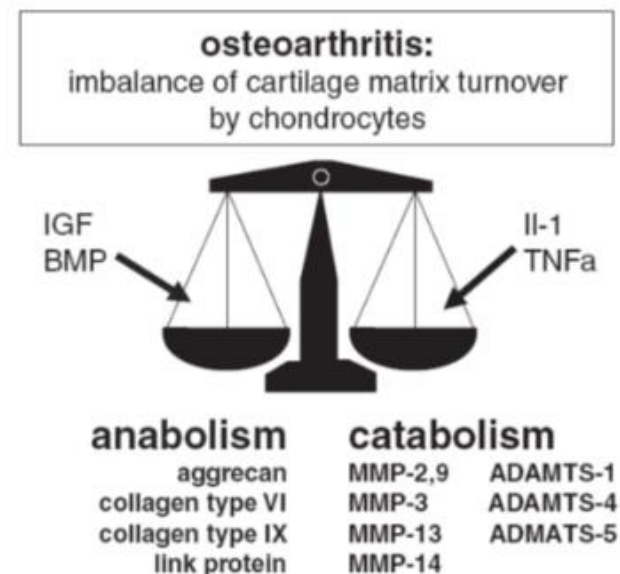 osteoarthritis:
imbalance of cartilage matrix turnover
by chondrocytes
IGF
BMP
Il-1
TNFa
anabolism
aggrecan
collagen type VI
collagen type IX
link protein
catabolism
MMP-2,9 ADAMTS-1
MMP-3 ADAMTS-4
MMP-13 ADMATS-5
MMP-14